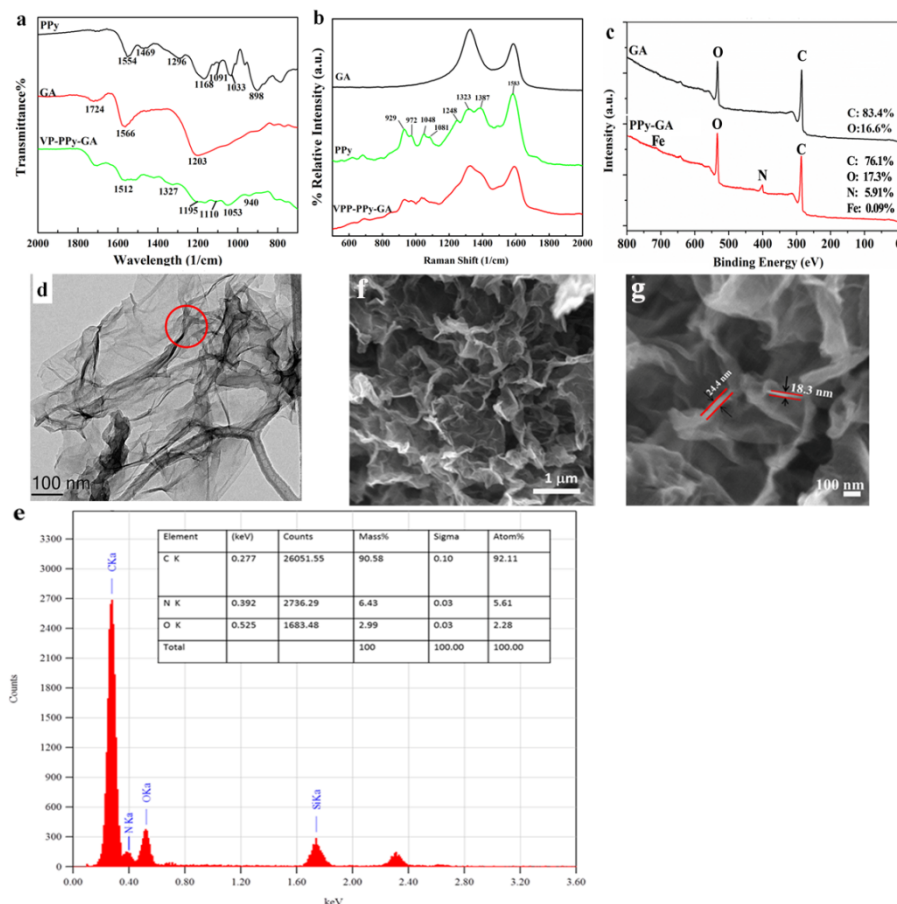 a
PPy
1554
1469
1296
1168
1091
1033
898
GA
1724
1566
1203
VP-PPy-GA
1512
1327
1195
1110
1053
940
Transmittance%
2000 1800 1600 1400 1200 1000 800
Wavelength (1/cm)
b
GA
929
972
1048
1081
1248
1323
1387
1583
PPy
VPP-PPy-GA
% Relative Intensity (a.u.)
600 800 1000 1200 1400 1600 1800 2000
Raman Shift (1/cm)
c
GA
O
C
C: 83.4%
O:16.6%
PPy-GA
Fe
O
N
C
C: 76.1%
O: 17.3%
N: 5.91%
Fe: 0.09%
Intensity (a.u.)
800 700 600 500 400 300 200 100 0
Binding Energy (eV)
d
100 nm
f
1 μm
g
24.4 nm
18.3 nm
100 nm
e
Element (keV) Counts Mass% Sigma Atom%
C K 0.277 26051.55 90.58 0.10 92.11
N K 0.392 2736.29 6.43 0.03 5.61
O K 0.525 1683.48 2.99 0.03 2.28
Total 100 100.00 100.00
CKa
N Ka
OKa
SiKa
Counts
3300
3000
2700
2400
2100
1800
1500
1200
900
600
300
0
0.00 0.40 0.80 1.20 1.60 2.00 2.40 2.80 3.20 3.60
keV